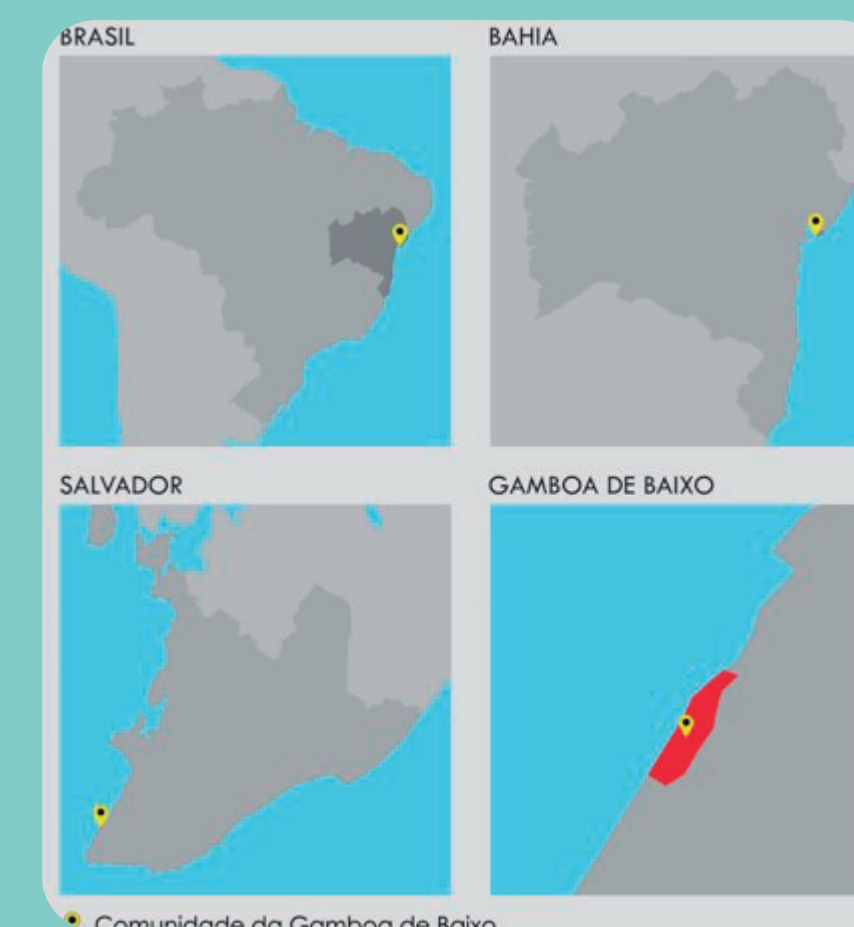 BRASIL
BAHIA
SALVADOR
GAMBOA DE BAIXO
Comunidade da Gamboa de Baixo